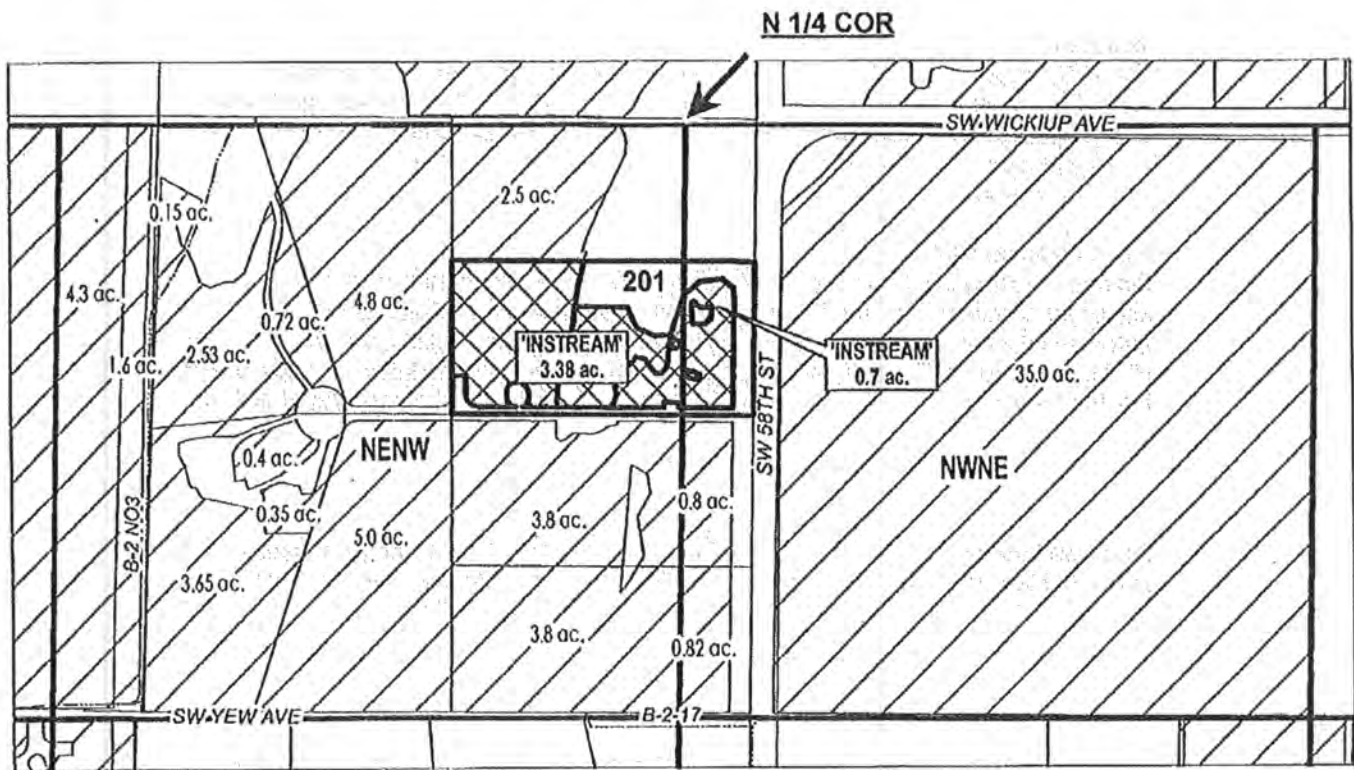 N 1/4 COR
SW WICKIUP AVE
0.15 ac.
2.5 ac.
201
4.3 ac.
4.8 ac.
0.72 ac.
'INSTREAM'
3.38 ac.
'INSTREAM'
0.7 ac.
1.6 ac.
2.53 ac.
35.0 ac.
SW 58TH ST
NENW
NWNE
0.4 ac.
0.35 ac.
0.8 ac.
3.8 ac.
5.0 ac.
B-2 NO3
3.65 ac.
3.8 ac.
0.82 ac.
SW YEW AVE
B-2-17